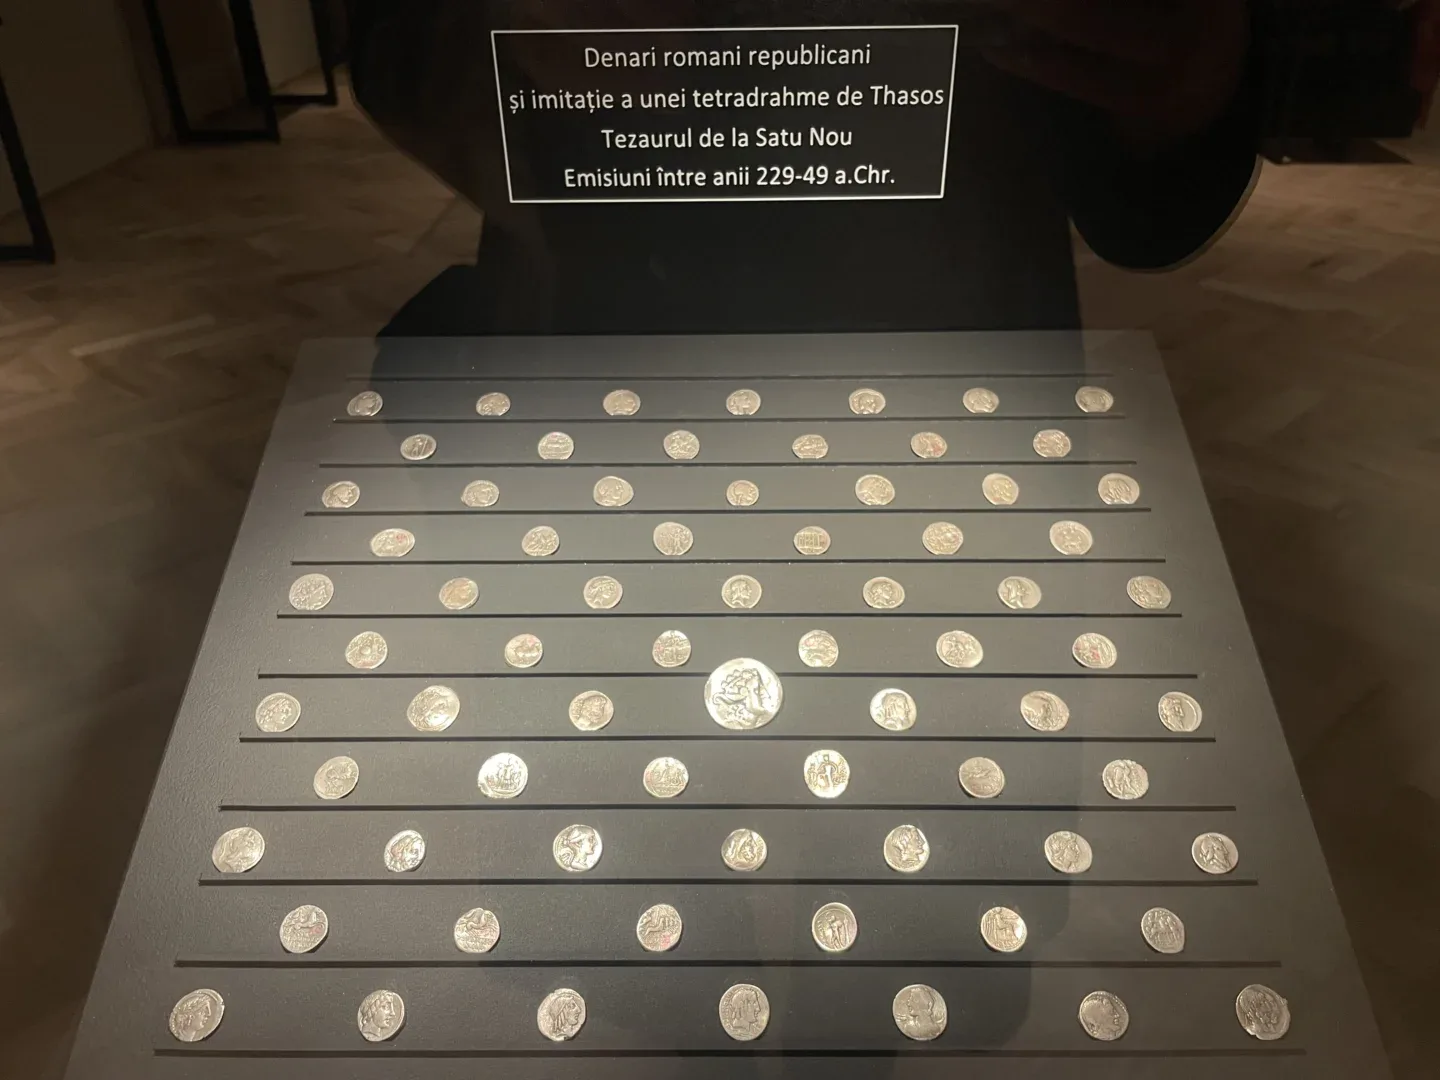 Denari romani republicani
și imitație a unei tetradrahme de Thasos
Tezaurul de la Satu Nou
Emisiuni între anii 229-49 a.Chr.